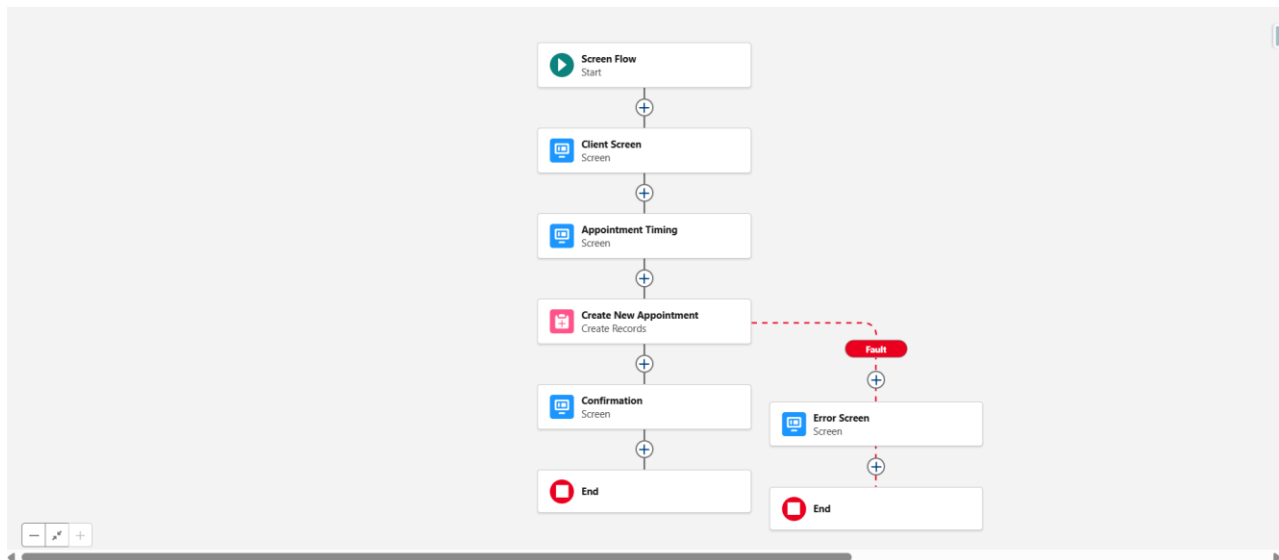 Screen Flow
Start
Client Screen
Screen
Appointment Timing
Screen
Create New Appointment
Create Records
Fault
Confirmation
Screen
Error Screen
Screen
End
End